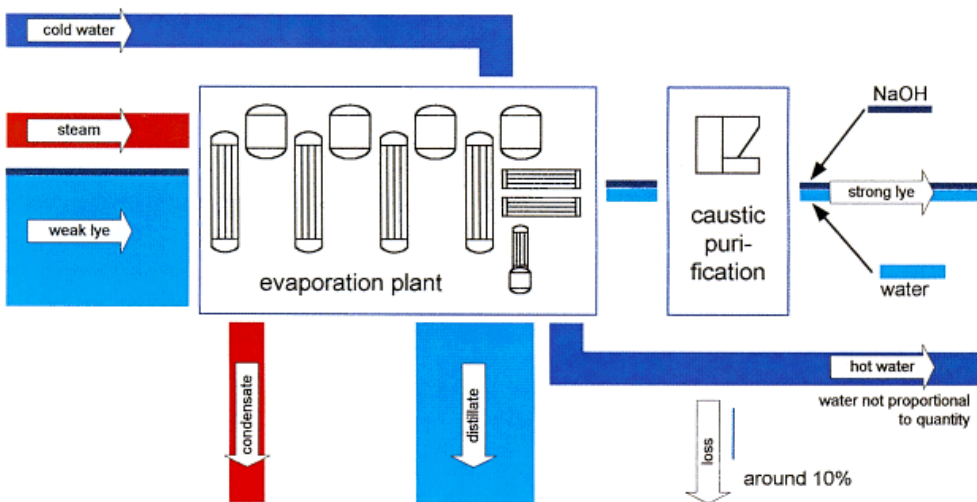 cold water
steam
weak lye
evaporation plant
caustic
puri-
fication
NaOH
strong lye
water
hot water
water not proportional
to quantity
condensate
distillate
loss
around 10%